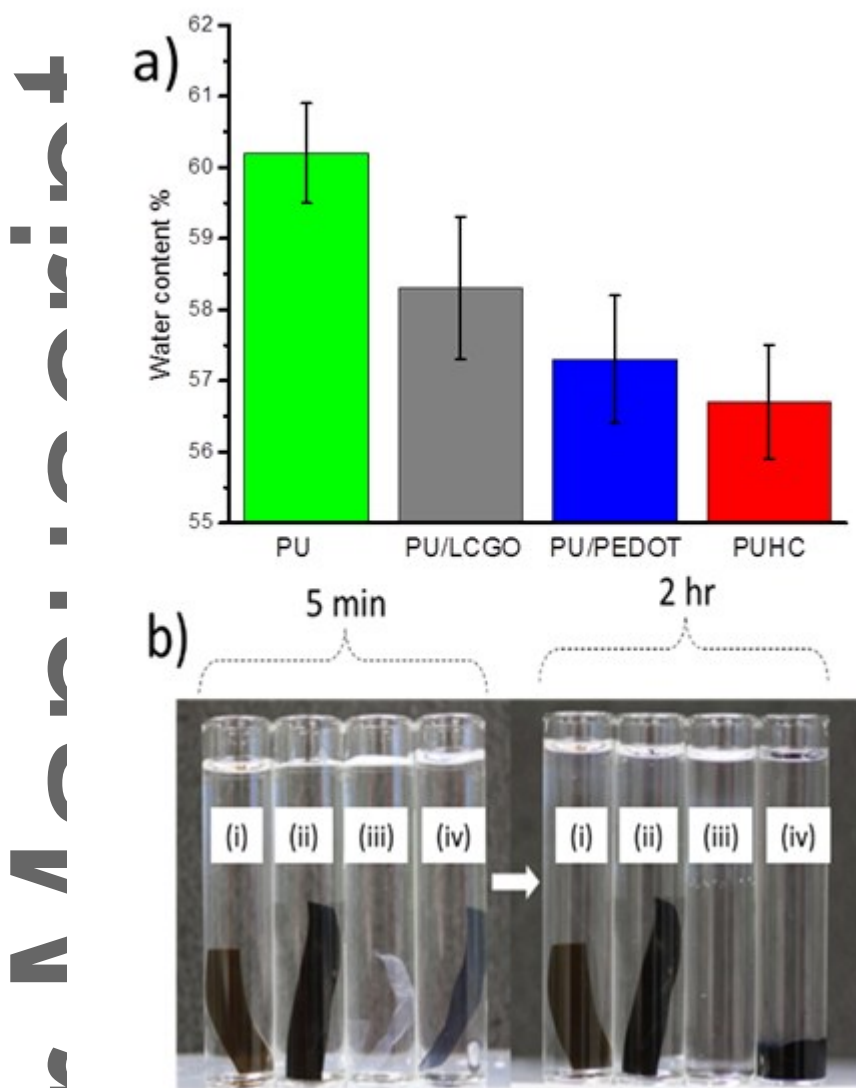 Manuscript
a)
62
61
60
59
58
57
56
55
Water content %
PU PU/LCGO PU/PEDOT PUHC
b)
5 min 2 hr
(i) (ii) (iii) (iv) (i) (ii) (iii) (iv)